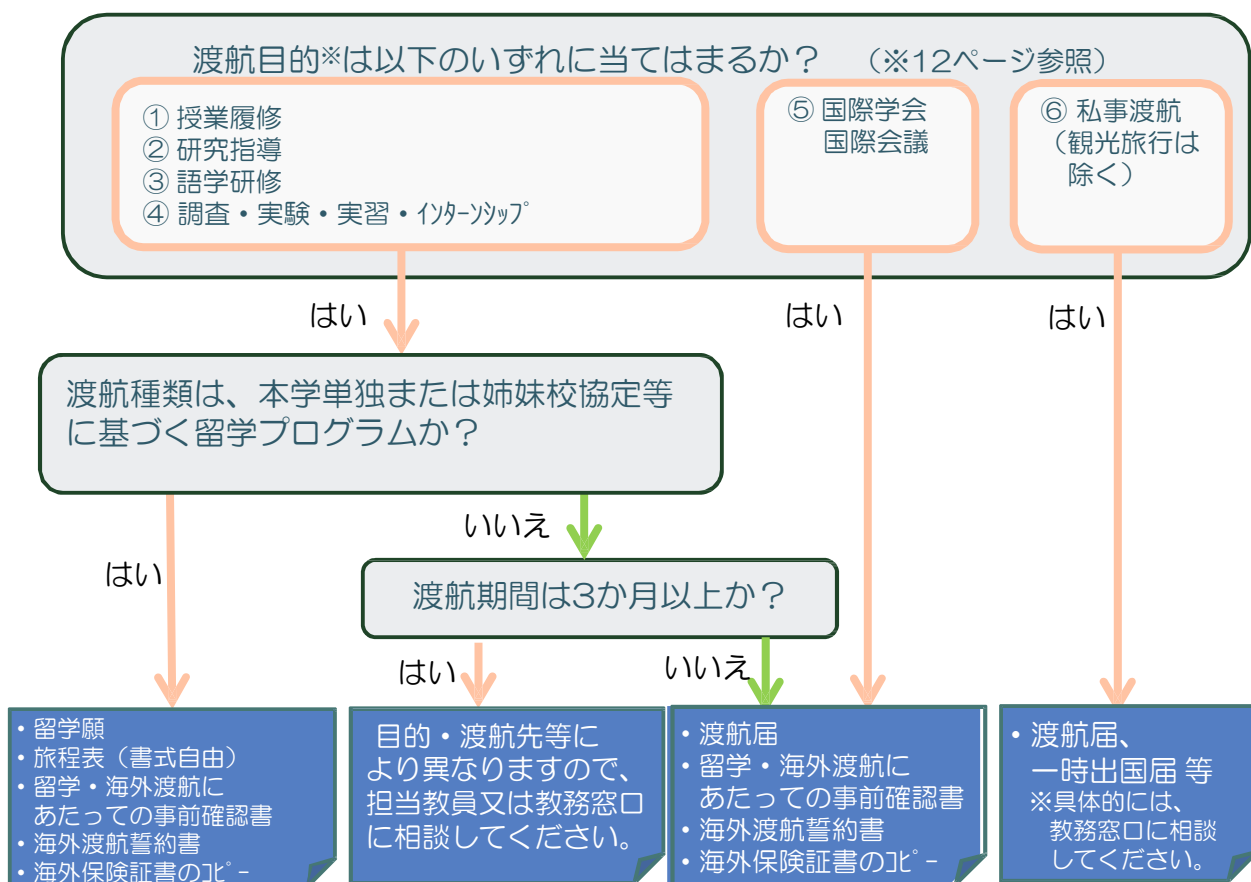 渡航目的※は以下のいずれに当てはまるか？　（※12ページ参照）
① 授業履修
② 研究指導
③ 語学研修
④ 調査・実験・実習・ｲﾝﾀｰﾝｼｯﾌﾟ
⑤ 国際学会
国際会議
⑥ 私事渡航
（観光旅行は
除く）
はい
はい
はい
渡航種類は、本学単独または姉妹校協定等
に基づく留学プログラムか？
はい
いいえ
渡航期間は3か月以上か？
はい
いいえ
・留学願
・旅程表（書式自由）
・留学・海外渡航に
あたっての事前確認書
・海外渡航誓約書
・海外保険証書のｺﾋﾟｰ
目的・渡航先等に
より異なりますので、
担当教員又は教務窓口
に相談してください。
・渡航届
・留学・海外渡航に
あたっての事前確認書
・海外渡航誓約書
・海外保険証書のｺﾋﾟｰ
・渡航届、
一時出国届 等
※具体的には、
教務窓口に相談
してください。